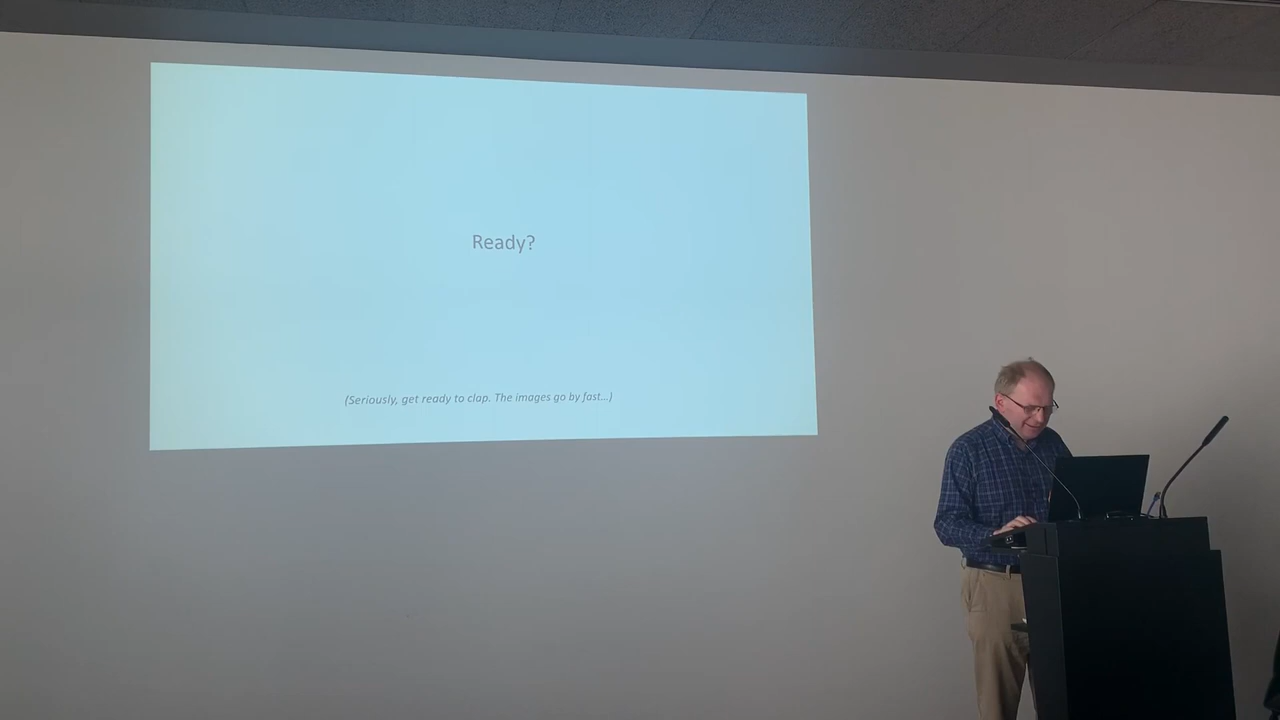 Ready?
(Seriously, get ready to clap. The images go by fast...)